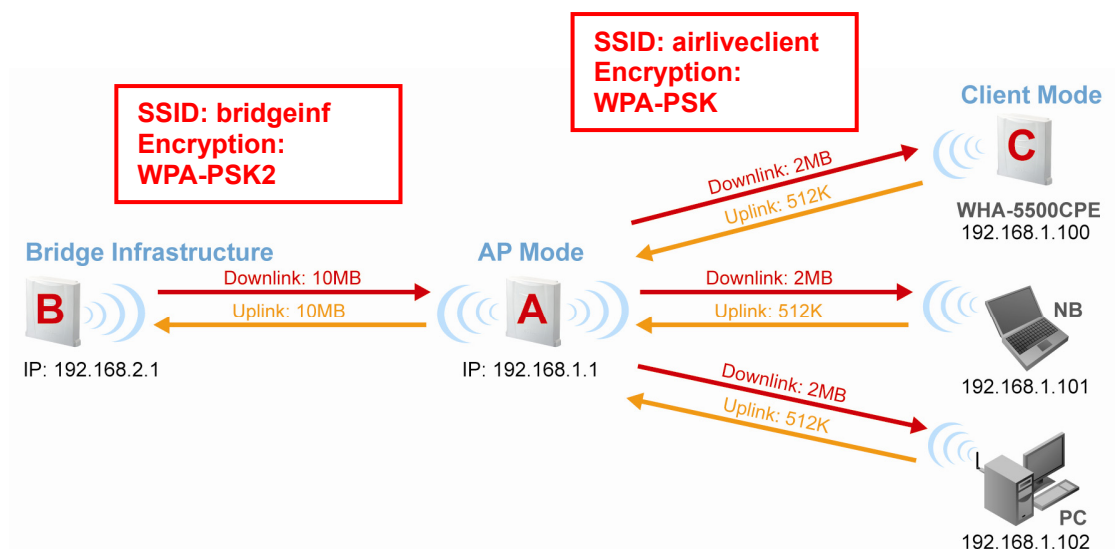 SSID: airliveclient
Encryption:
WPA-PSK
SSID: bridgeinf
Encryption:
WPA-PSK2
Client Mode
C
WHA-5500CPE
192.168.1.100
Downlink: 2MB
Uplink: 512K
Bridge Infrastructure
AP Mode
B
Downlink: 10MB
Uplink: 10MB
A
Downlink: 2MB
Uplink: 512K
NB
IP: 192.168.2.1
IP: 192.168.1.1
192.168.1.101
Downlink: 2MB
Uplink: 512K
PC
192.168.1.102